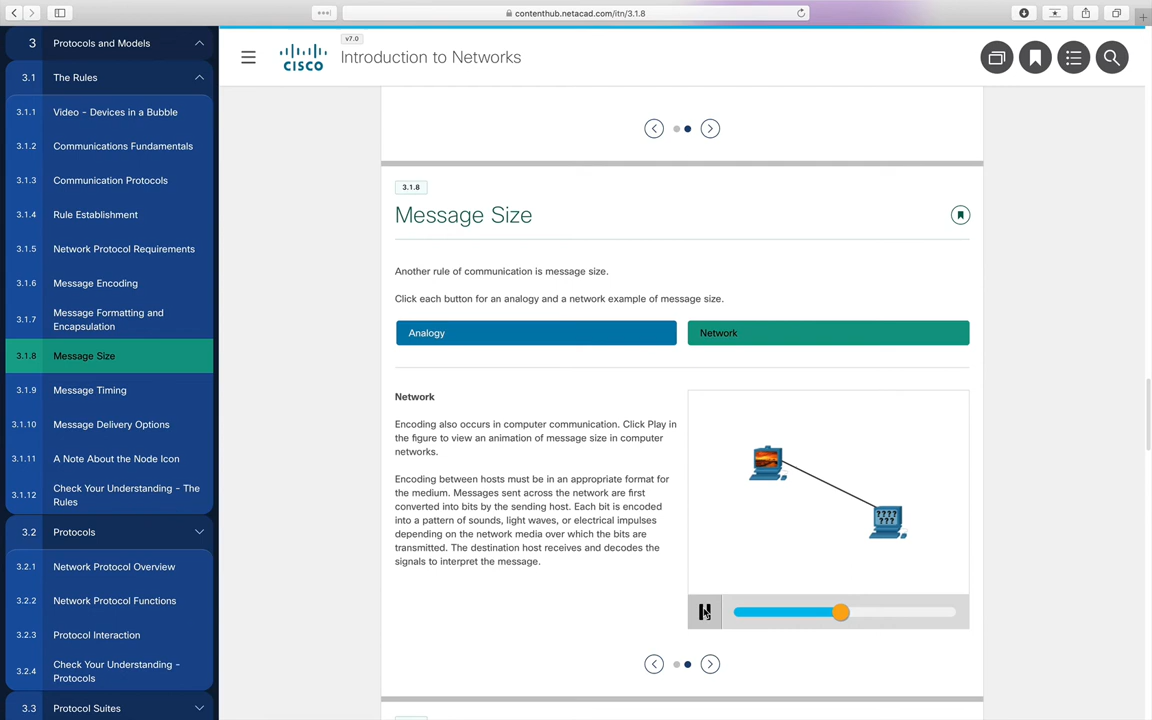 contenthub.netacad.com/itn/3.1.8
3 Protocols and Models
3.1 The Rules
3.1.1 Video - Devices in a Bubble
3.1.2 Communications Fundamentals
3.1.3 Communication Protocols
3.1.4 Rule Establishment
3.1.5 Network Protocol Requirements
3.1.6 Message Encoding
3.1.7 Message Formatting and
Encapsulation
3.1.8 Message Size
3.1.9 Message Timing
3.1.10 Message Delivery Options
3.1.11 A Note About the Node Icon
3.1.12 Check Your Understanding - The
Rules
3.2 Protocols
3.2.1 Network Protocol Overview
3.2.2 Network Protocol Functions
3.2.3 Protocol Interaction
3.2.4 Check Your Understanding -
Protocols
3.3 Protocol Suites
v7.0
CISCO
Introduction to Networks
3.1.8
Message Size
Another rule of communication is message size.
Click each button for an analogy and a network example of message size.
Analogy
Network
Network
Encoding also occurs in computer communication. Click Play in
the figure to view an animation of message size in computer
networks.
Encoding between hosts must be in an appropriate format for
the medium. Messages sent across the network are first
converted into bits by the sending host. Each bit is encoded
into a pattern of sounds, light waves, or electrical impulses
depending on the network media over which the bits are
transmitted. The destination host receives and decodes the
signals to interpret the message.
????
???